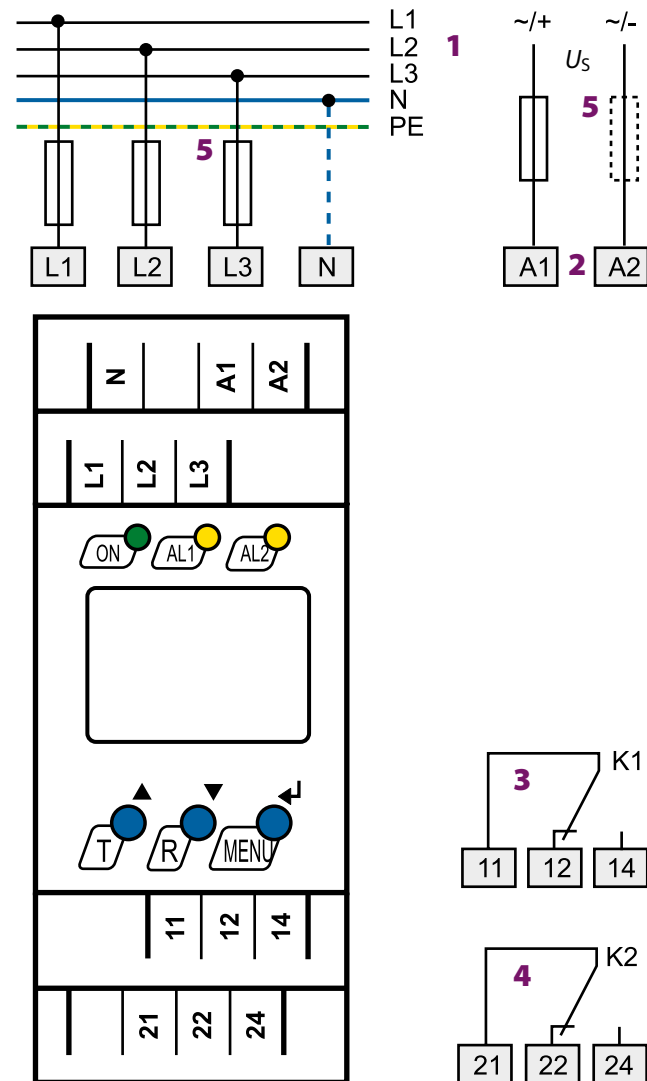 L1 ~/+ ~/-
L2 1 US
L3
N
PE
5 5
L1 L2 L3 N A1 2 A2
N A1 A2
L1 L2 L3
ON AL1 AL2
T R MENU
K1
3
11 12 14
11 12 14
K2
4
21 22 24
21 22 24